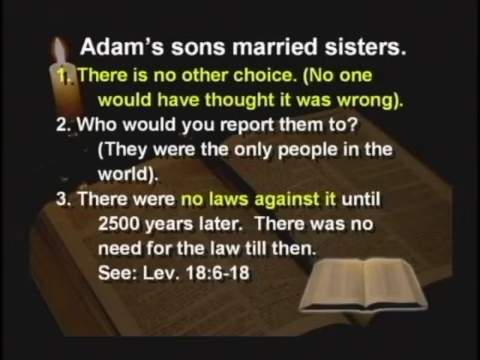 Adam's sons married sisters.
1. There is no other choice. (No one
would have thought it was wrong).
2. Who would you report them to?
(They were the only people in the
world).
3. There were no laws against it until
2500 years later. There was no
need for the law till then.
See: Lev. 18:6-18